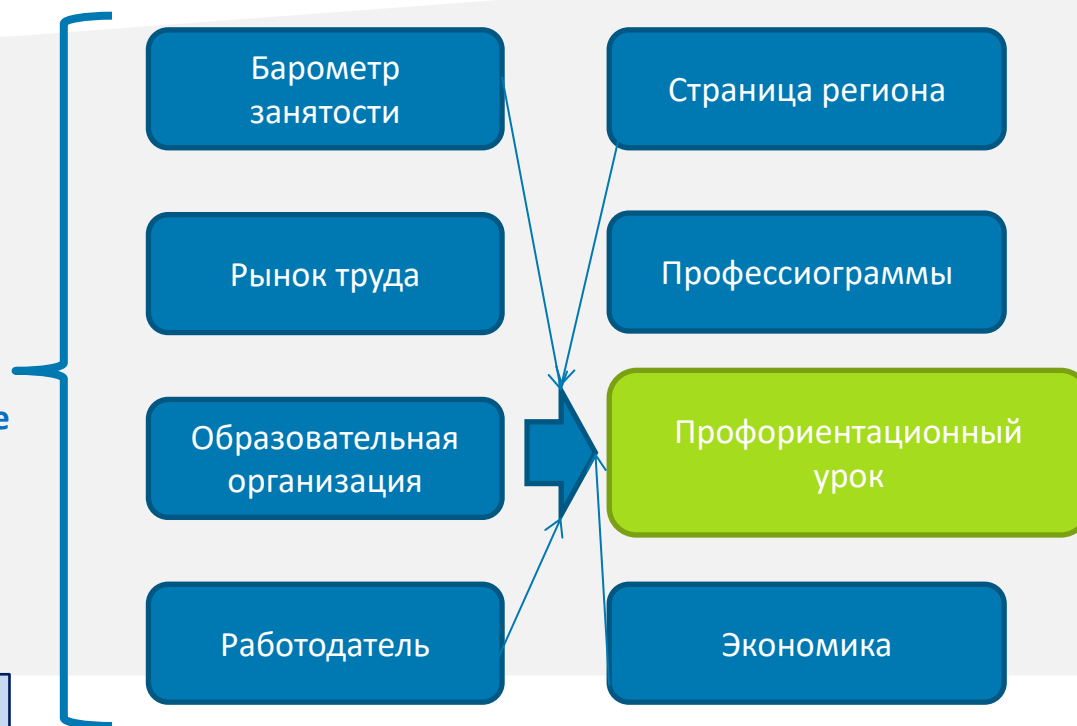 Барометр
занятости
Страница региона
Рынок труда
Профессиограммы
е
Образовательная
организация
Профориентационный
урок
Работодатель
Экономика